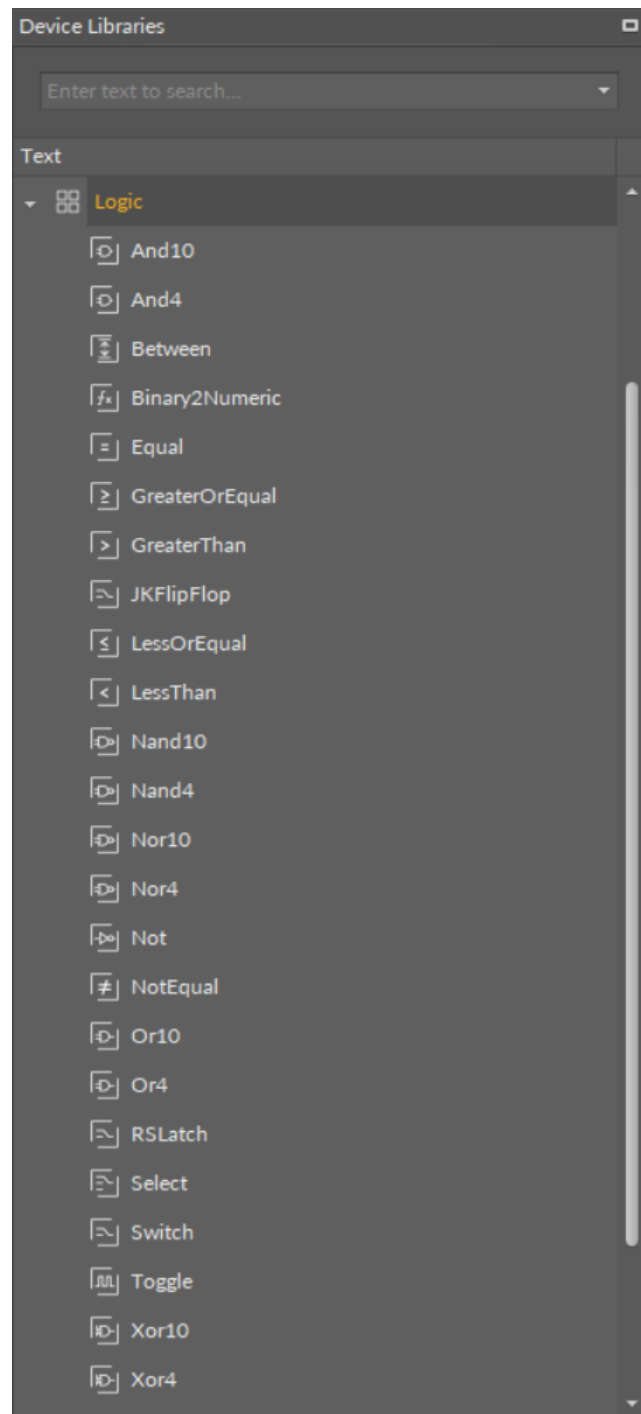 Device Libraries
Enter text to search...
Text
Logic
And10
And4
Between
Binary2Numeric
Equal
GreaterOrEqual
GreaterThan
JKFlipFlop
LessOrEqual
LessThan
Nand10
Nand4
Nor10
Nor4
Not
NotEqual
Or10
Or4
RSLatch
Select
Switch
Toggle
Xor10
Xor4